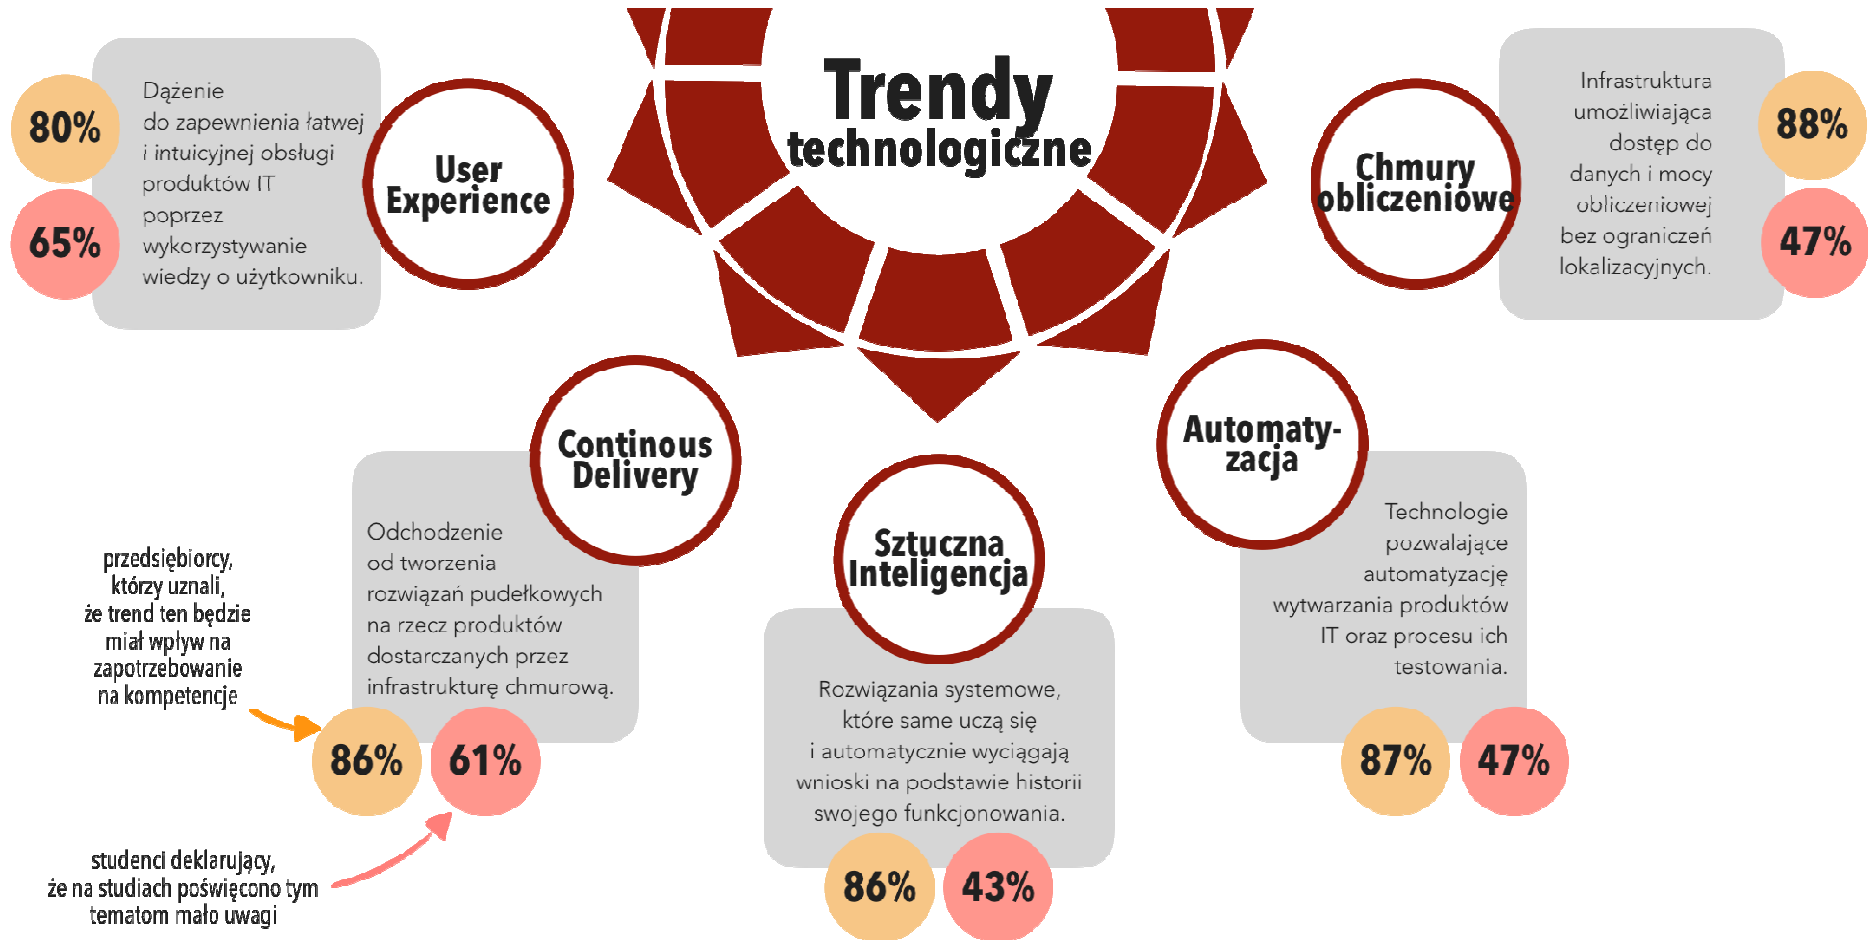 Trendy
technologiczne
80%
65%
Dążenie
do zapewnienia łatwej
i intuicyjnej obsługi
produktów IT
poprzez
wykorzystywanie
wiedzy o użytkowniku.
User
Experience
Chmury
obliczeniowe
Infrastruktura
umożliwiająca
dostęp do
danych i mocy
obliczeniowej
bez ograniczeń
lokalizacyjnych.
88%
47%
Continous
Delivery
Odchodzenie
od tworzenia
rozwiązań pudełkowych
na rzecz produktów
dostarczanych przez
infrastrukturę chmurową.
przedsiębiorcy,
którzy uznali,
że trend ten będzie
miał wpływ na
zapotrzebowanie
na kompetencje
86%
61%
studenci deklarujący,
że na studiach poświęcono tym
tematom mało uwagi
Sztuczna
Inteligencja
Rozwiązania systemowe,
które same uczą się
i automatycznie wyciągają
wnioski na podstawie historii
swojego funkcjonowania.
86%
43%
Automaty-
zacja
Technologie
pozwalające
automatyzację
wytwarzania produktów
IT oraz procesu ich
testowania.
87%
47%